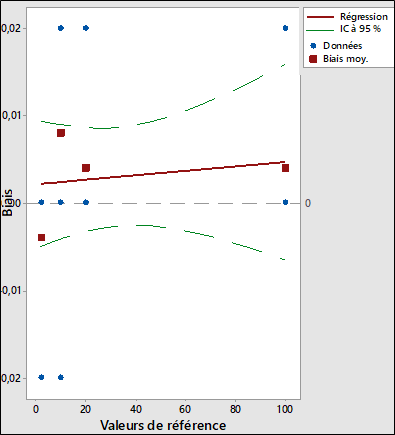 Régression
IC à 95 %
Données
Biais moy.
0,02
0,01
0,00
-0,01
-0,02
Biais
0
0 20 40 60 80 100
Valeurs de référence